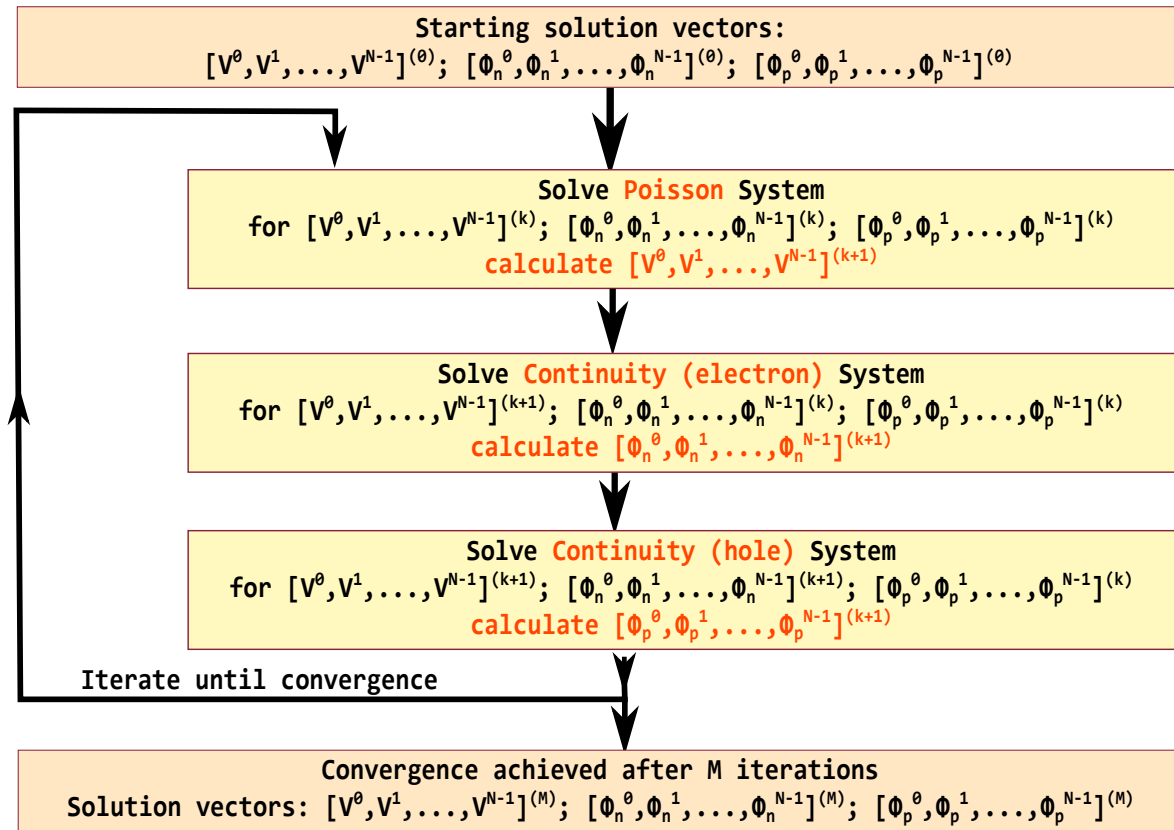 Starting solution vectors:
[V⁰,V¹,...,Vᴺ⁻¹]⁽⁰⁾; [Φₙ⁰,Φₙ¹,...,Φₙᴺ⁻¹]⁽⁰⁾; [Φₚ⁰,Φₚ¹,...,Φₚᴺ⁻¹]⁽⁰⁾
Solve Poisson System
for [V⁰,V¹,...,Vᴺ⁻¹]⁽ᵏ⁾; [Φₙ⁰,Φₙ¹,...,Φₙᴺ⁻¹]⁽ᵏ⁾; [Φₚ⁰,Φₚ¹,...,Φₚᴺ⁻¹]⁽ᵏ⁾
calculate [V⁰,V¹,...,Vᴺ⁻¹]⁽ᵏ⁺¹⁾
Solve Continuity (electron) System
for [V⁰,V¹,...,Vᴺ⁻¹]⁽ᵏ⁺¹⁾; [Φₙ⁰,Φₙ¹,...,Φₙᴺ⁻¹]⁽ᵏ⁾; [Φₚ⁰,Φₚ¹,...,Φₚᴺ⁻¹]⁽ᵏ⁾
calculate [Φₙ⁰,Φₙ¹,...,Φₙᴺ⁻¹]⁽ᵏ⁺¹⁾
Solve Continuity (hole) System
for [V⁰,V¹,...,Vᴺ⁻¹]⁽ᵏ⁺¹⁾; [Φₙ⁰,Φₙ¹,...,Φₙᴺ⁻¹]⁽ᵏ⁺¹⁾; [Φₚ⁰,Φₚ¹,...,Φₚᴺ⁻¹]⁽ᵏ⁾
calculate [Φₚ⁰,Φₚ¹,...,Φₚᴺ⁻¹]⁽ᵏ⁺¹⁾
Iterate until convergence
Convergence achieved after M iterations
Solution vectors: [V⁰,V¹,...,Vᴺ⁻¹]⁽ᴹ⁾; [Φₙ⁰,Φₙ¹,...,Φₙᴺ⁻¹]⁽ᴹ⁾; [Φₚ⁰,Φₚ¹,...,Φₚᴺ⁻¹]⁽ᴹ⁾